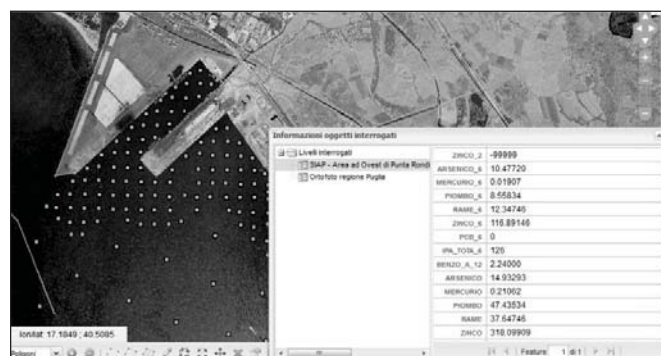 Informazioni oggetti interrogati
Livelli interrogati
SIAP - Area ad Ovest di Punta Rondi
Ortofoto regione Puglia
ZINCO_2 -99999
ARSENICO_6 10.47720
MERCURIO_6 0.01907
PIOMBO_6 8.55834
RAME_6 12.34746
ZINCO_6 116.89146
PCB_6 0
IPA_TOTA_6 126
BENZO_A_12 2.24000
ARSENICO 14.93293
MERCURIO 0.21062
PIOMBO 47.43534
RAME 37.64746
ZINCO 318.09909
lon/lat: 17.1849 ; 40.5085
Poligoni
Feature 1 di 1